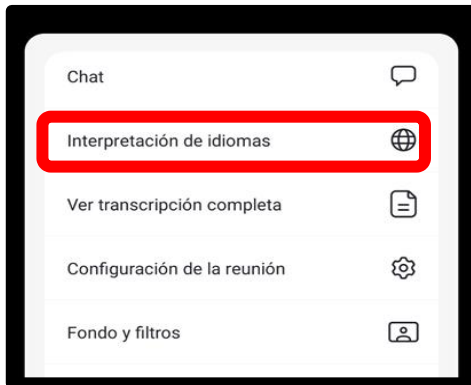 Chat
Interpretación de idiomas
Ver transcripción completa
Configuración de la reunión
Fondo y filtros